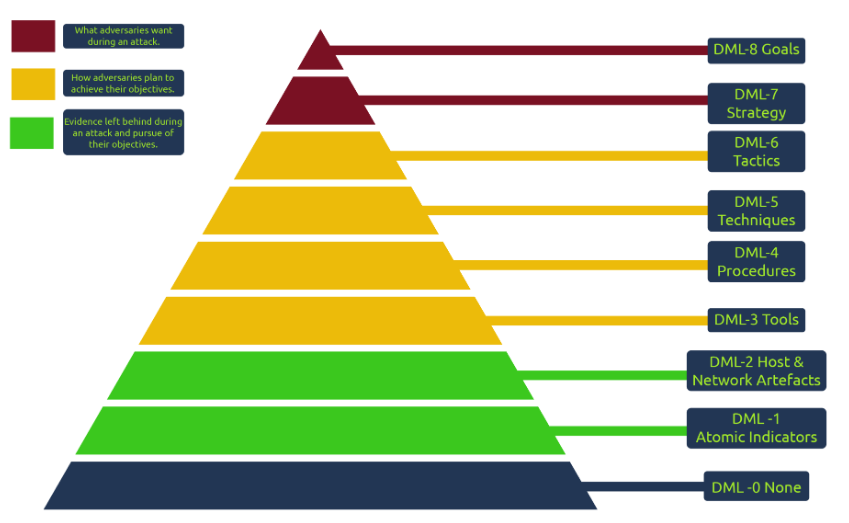 What adversaries want
during an attack.
How adversaries plan to
achieve their objectives.
Evidence left behind during
an attack and pursue of
their objectives.
DML-8 Goals
DML-7
Strategy
DML-6
Tactics
DML-5
Techniques
DML-4
Procedures
DML-3 Tools
DML-2 Host &
Network Artefacts
DML -1
Atomic Indicators
DML -0 None